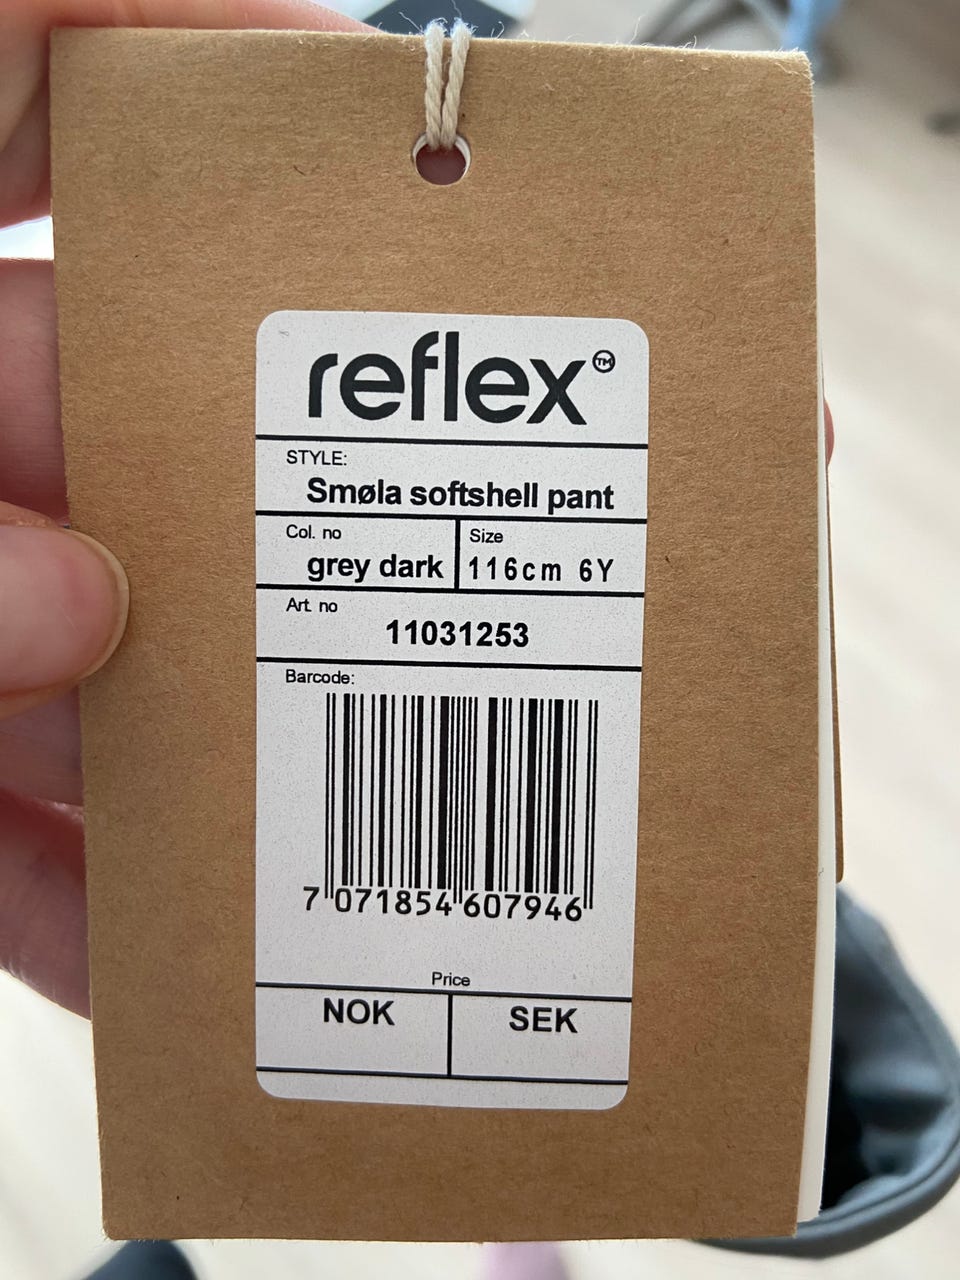 reflex™
STYLE:
Smøla softshell pant
Col. no
grey dark
Size
116cm 6Y
Art. no
11031253
Barcode:
7 071854 607946
Price
NOK
SEK